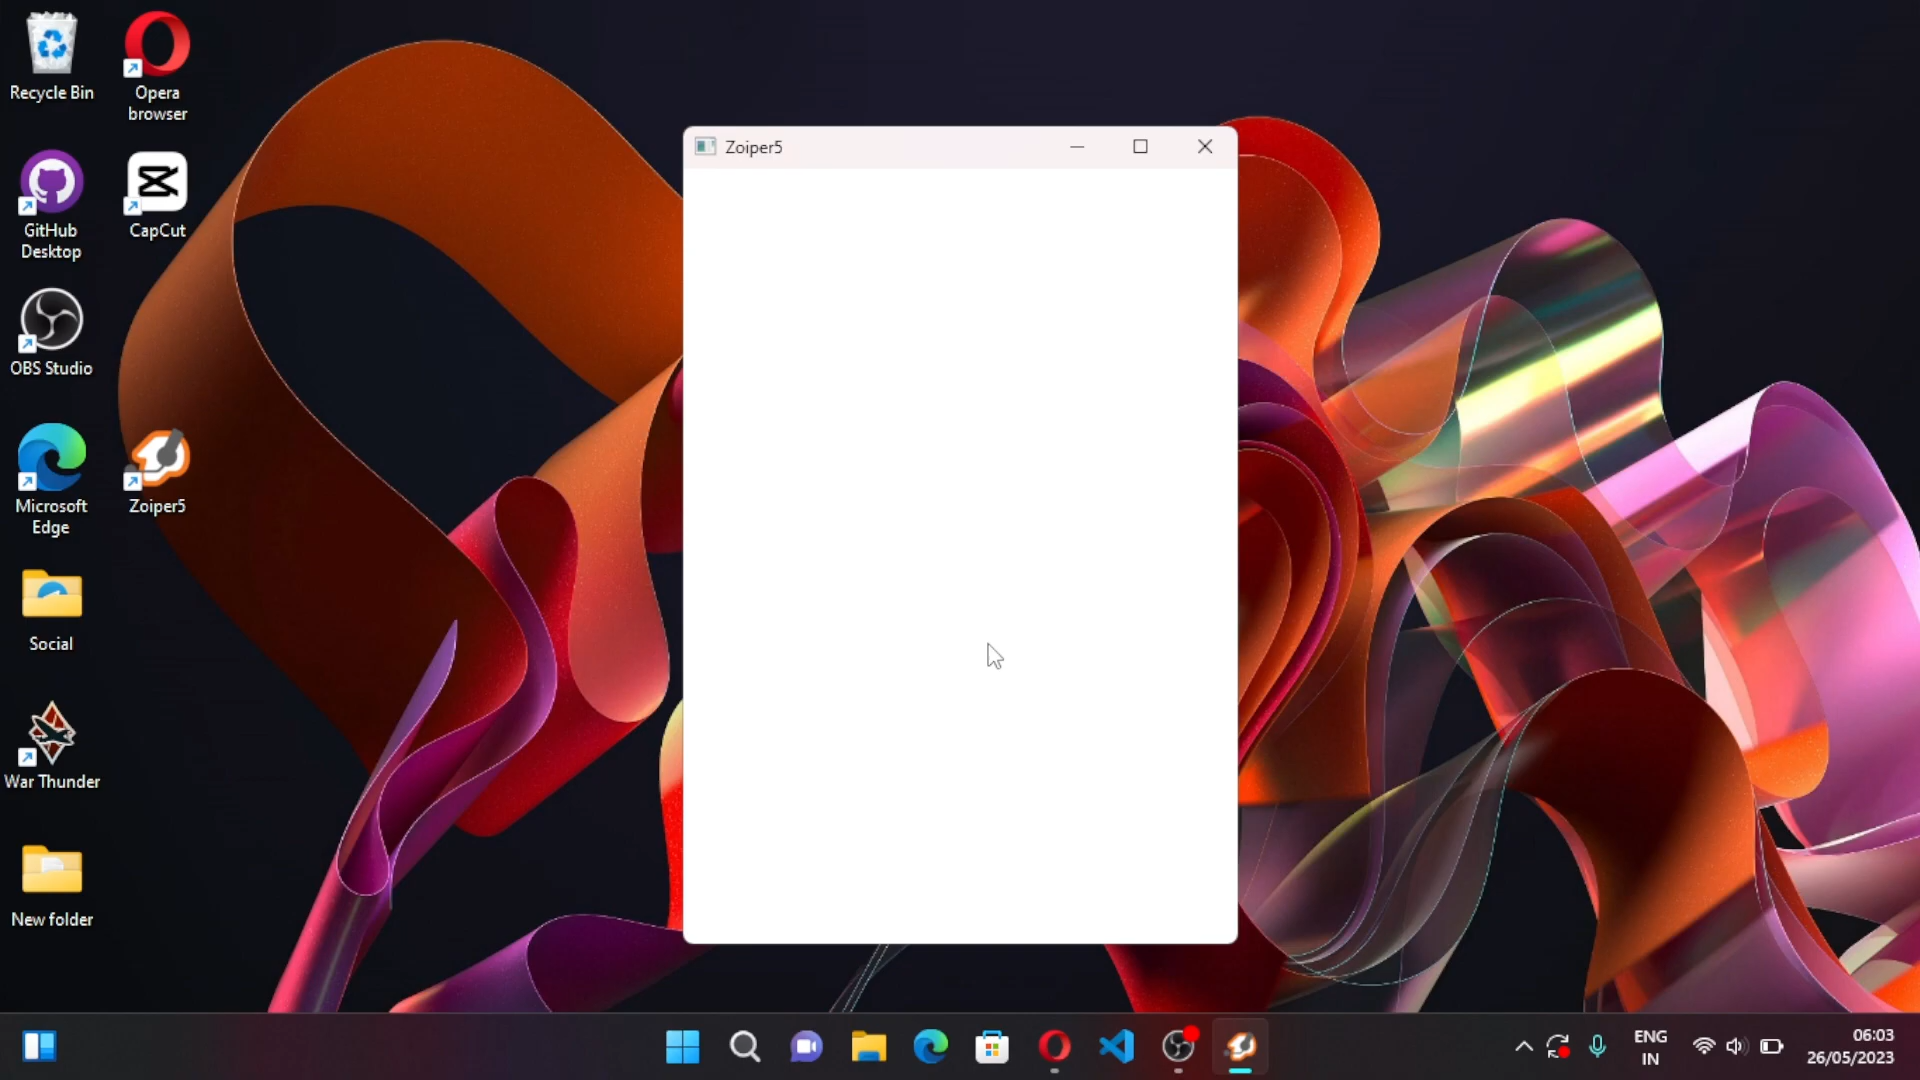 Recycle Bin
Opera
browser
GitHub
Desktop
CapCut
OBS Studio
Microsoft
Edge
Zoiper5
Social
War Thunder
New folder
Zoiper5
ENG
IN
06:03
26/05/2023